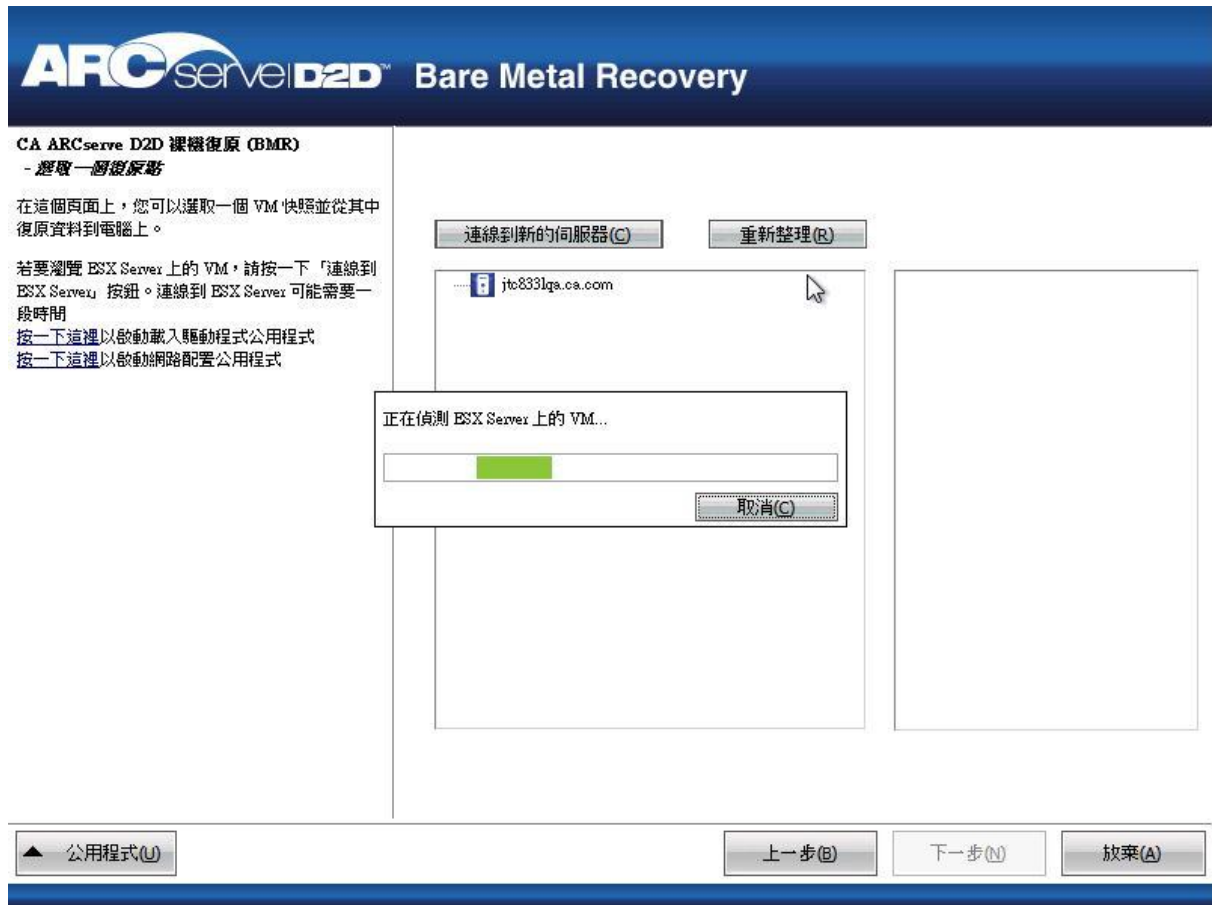 ARCserve D2D™ Bare Metal Recovery
CA ARCserve D2D 裸機復原 (BMR)
- 選取一個復原點
在這個頁面上，您可以選取一個 VM 快照並從其中
復原資料到電腦上。
若要瀏覽 ESX Server 上的 VM，請按一下「連線到
ESX Server」按鈕。連線到 ESX Server 可能需要一
段時間
按一下這裡以啟動載入驅動程式公用程式
按一下這裡以啟動網路配置公用程式
連線到新的伺服器(C)
重新整理(R)
jtc833lqa.ca.com
正在偵測 ESX Server 上的 VM...
取消(C)
公用程式(U)
上一步(B)
下一步(N)
放棄(A)